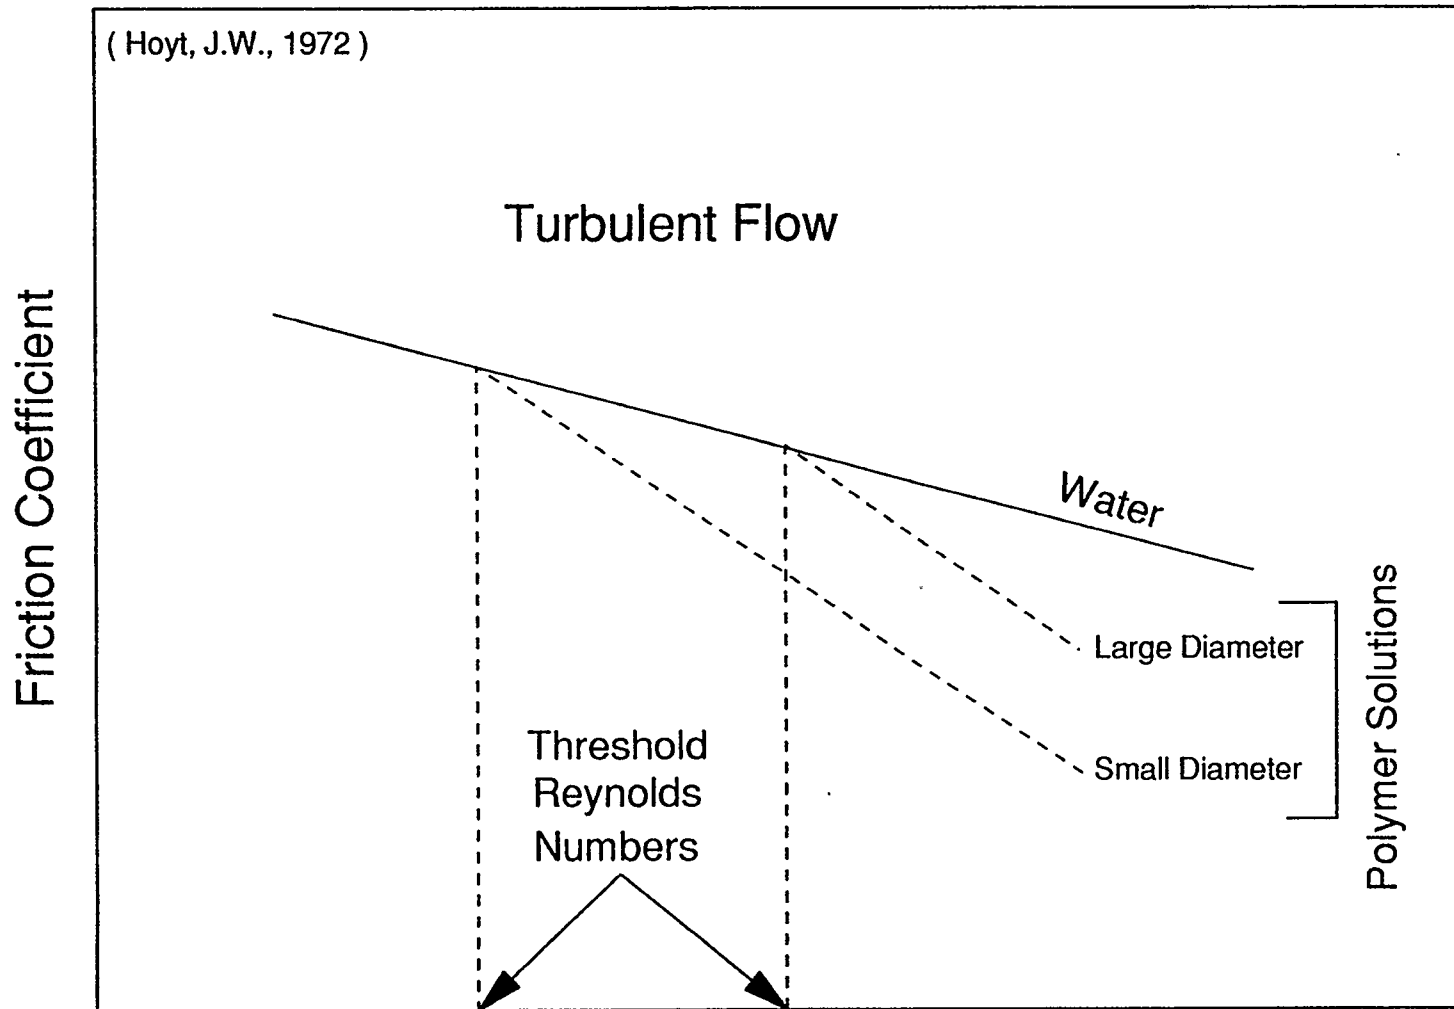 ( Hoyt, J.W., 1972 )
Turbulent Flow
Friction Coefficient
Water
Large Diameter
Small Diameter
Polymer Solutions
Threshold
Reynolds
Numbers